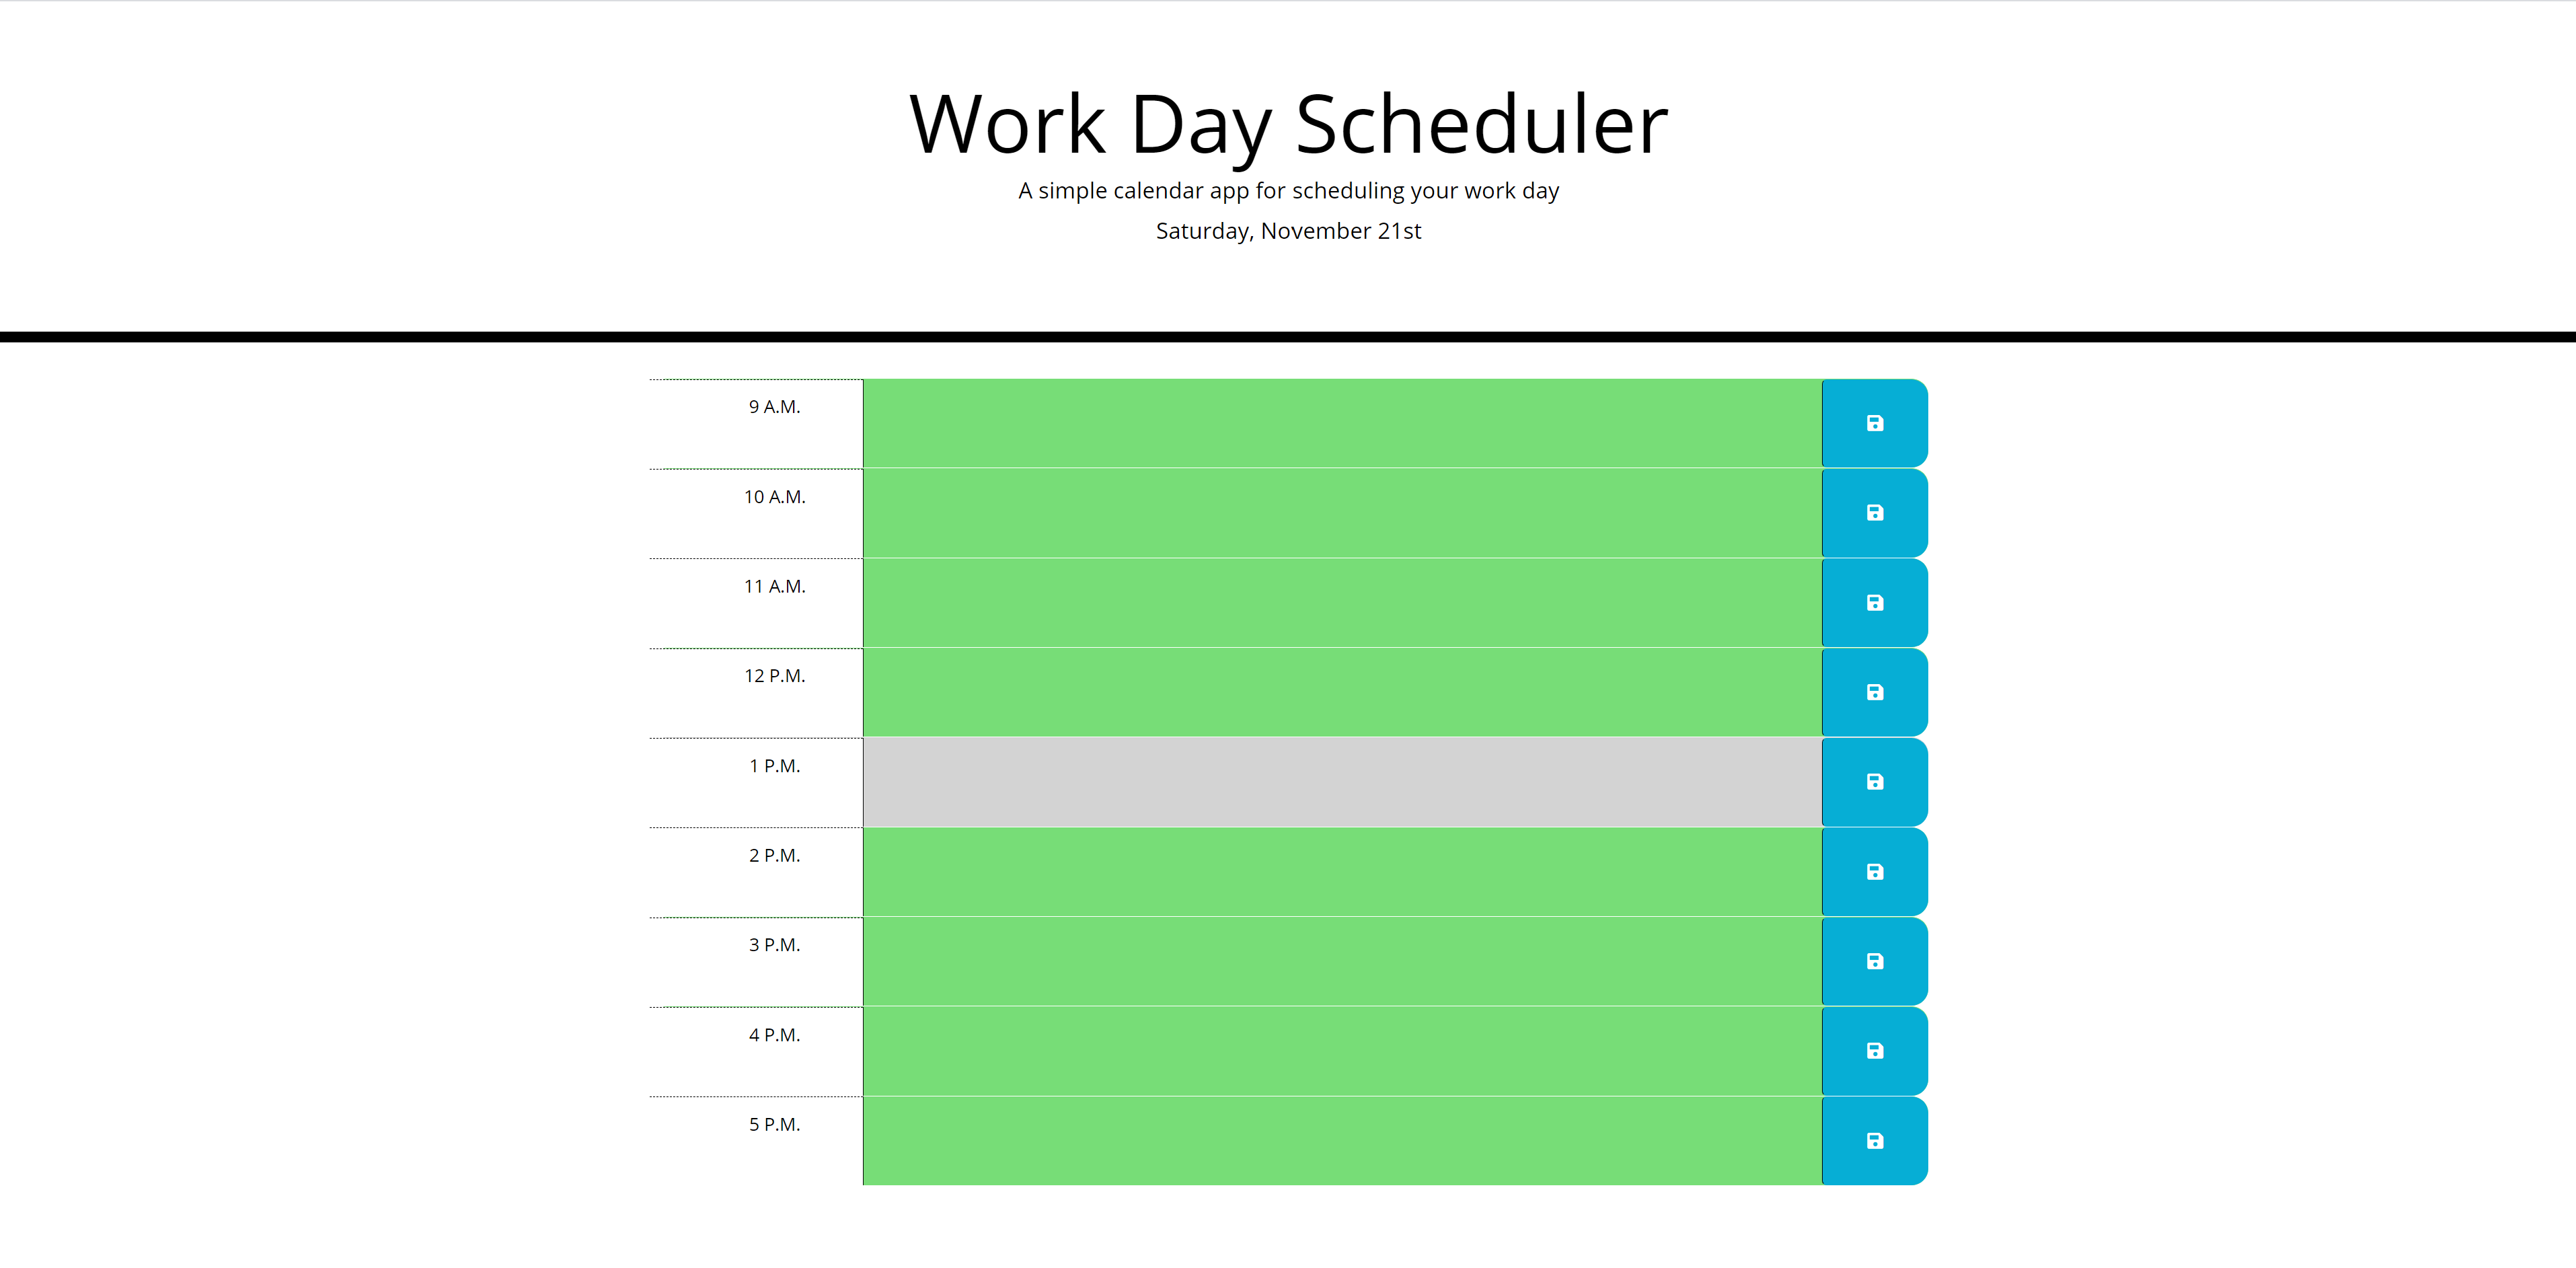 Work Day Scheduler
A simple calendar app for scheduling your work day
Saturday, November 21st
9 A.M.
10 A.M.
11 A.M.
12 P.M.
1 P.M.
2 P.M.
3 P.M.
4 P.M.
5 P.M.